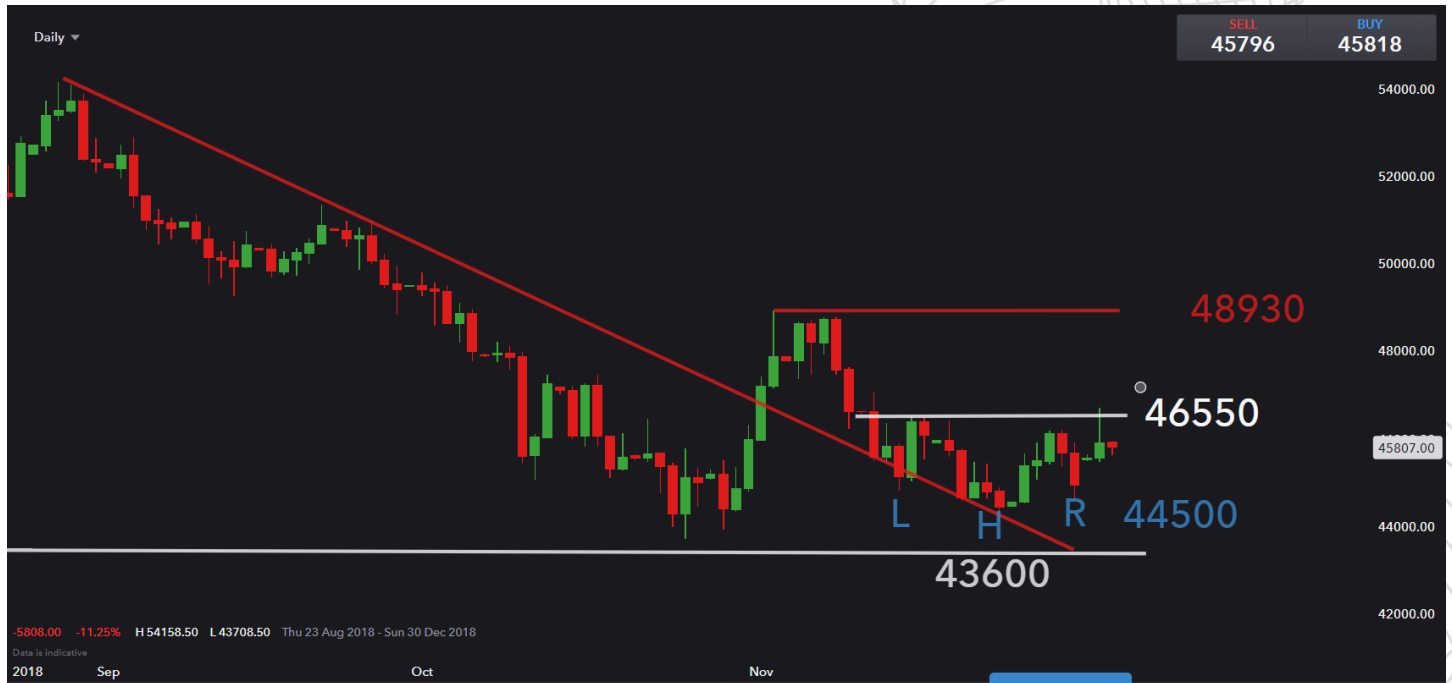 SELL BUY
45796 45818
Daily
54000.00
52000.00
50000.00
48930
48000.00
46550
45807.00
L H R 44500
44000.00
43600
42000.00
-5808.00 -11.25% H 54158.50 L 43708.50 Thu 23 Aug 2018 - Sun 30 Dec 2018
Data is indicative
2018 Sep Oct Nov